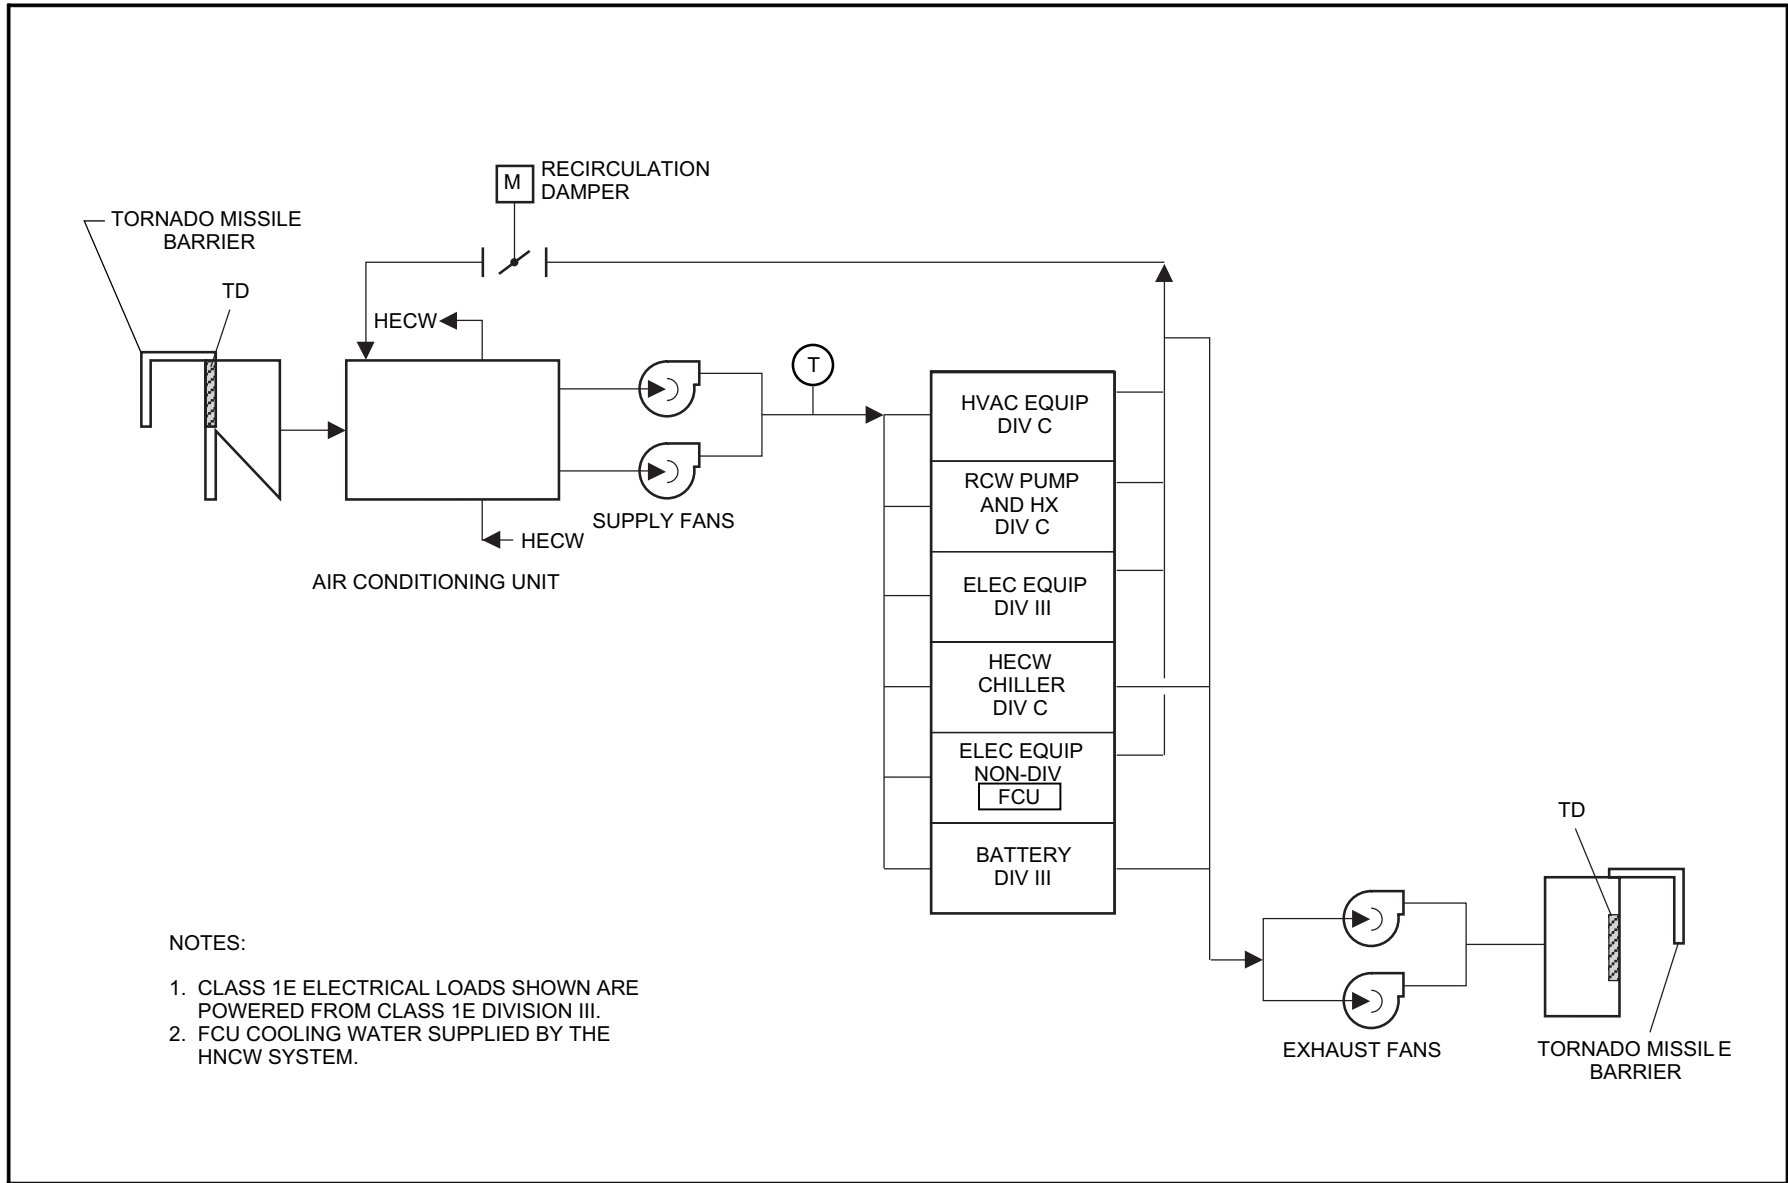 RECIRCULATION
DAMPER
M
TORNADO MISSILE
BARRIER
TD
HECW
T
HVAC EQUIP
DIV C
RCW PUMP
AND HX
DIV C
SUPPLY FANS
HECW
AIR CONDITIONING UNIT
ELEC EQUIP
DIV III
HECW
CHILLER
DIV C
ELEC EQUIP
NON-DIV
FCU
BATTERY
DIV III
TD
EXHAUST FANS
TORNADO MISSIL E
BARRIER
NOTES:
1. CLASS 1E ELECTRICAL LOADS SHOWN ARE
POWERED FROM CLASS 1E DIVISION III.
2. FCU COOLING WATER SUPPLIED BY THE
HNCW SYSTEM.